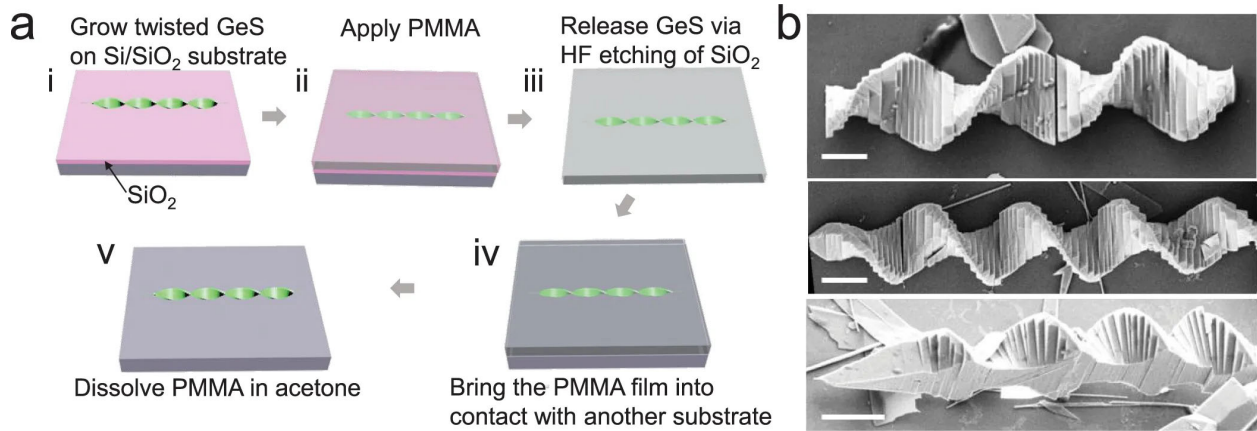 a
Grow twisted GeS
on Si/SiO₂ substrate
i
Apply PMMA
ii
Release GeS via
HF etching of SiO₂
iii
SiO₂
iv
Bring the PMMA film into
contact with another substrate
v
Dissolve PMMA in acetone
b